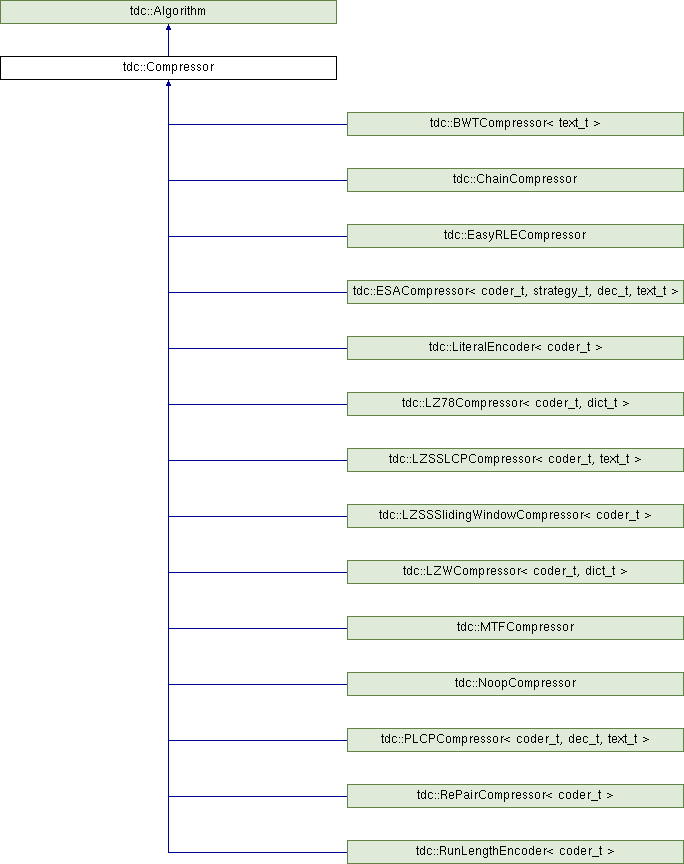 tdc::Algorithm
tdc::Compressor
tdc::BWTCompressor< text_t >
tdc::ChainCompressor
tdc::EasyRLECompressor
tdc::ESACompressor< coder_t, strategy_t, dec_t, text_t >
tdc::LiteralEncoder< coder_t >
tdc::LZ78Compressor< coder_t, dict_t >
tdc::LZSSLCPCompressor< coder_t, text_t >
tdc::LZSSSlidingWindowCompressor< coder_t >
tdc::LZWCompressor< coder_t, dict_t >
tdc::MTFCompressor
tdc::NoopCompressor
tdc::PLCPCompressor< coder_t, dec_t, text_t >
tdc::RePairCompressor< coder_t >
tdc::RunLengthEncoder< coder_t >